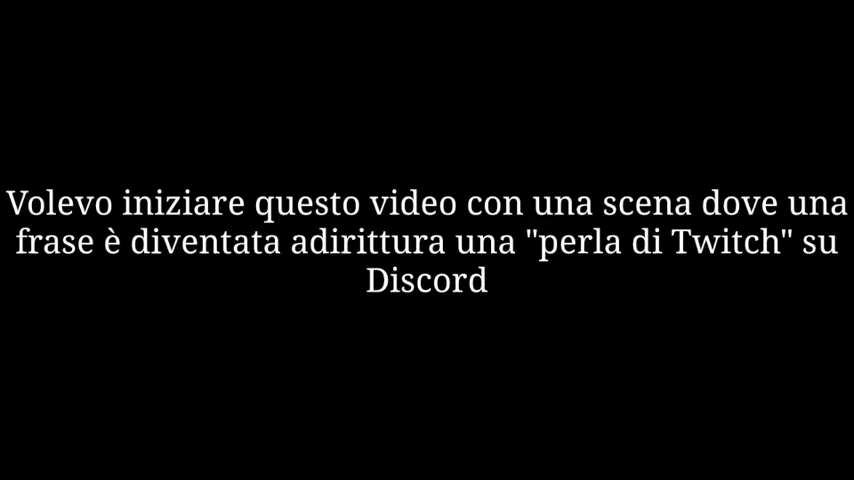 Volevo iniziare questo video con una scena dove una
frase è diventata adirittura una "perla di Twitch" su
Discord